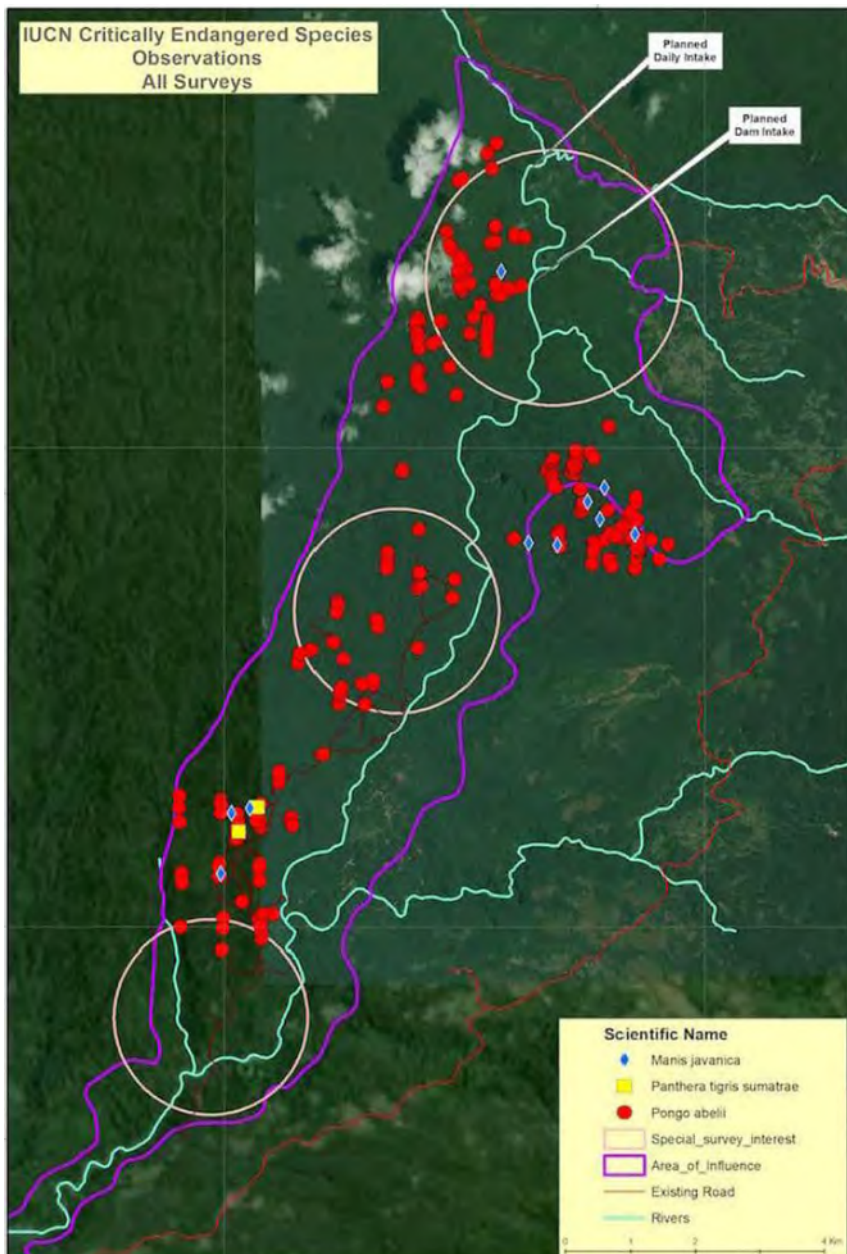 IUCN Critically Endangered Species
Observations
All Surveys
Planned
Daily Intake
Planned
Dam Intake
Scientific Name
Manis javanica
Panthera tigris sumatrae
Pongo abelii
Special_survey_interest
Area_of_Influence
Existing Road
Rivers
0 1 2 4 Km